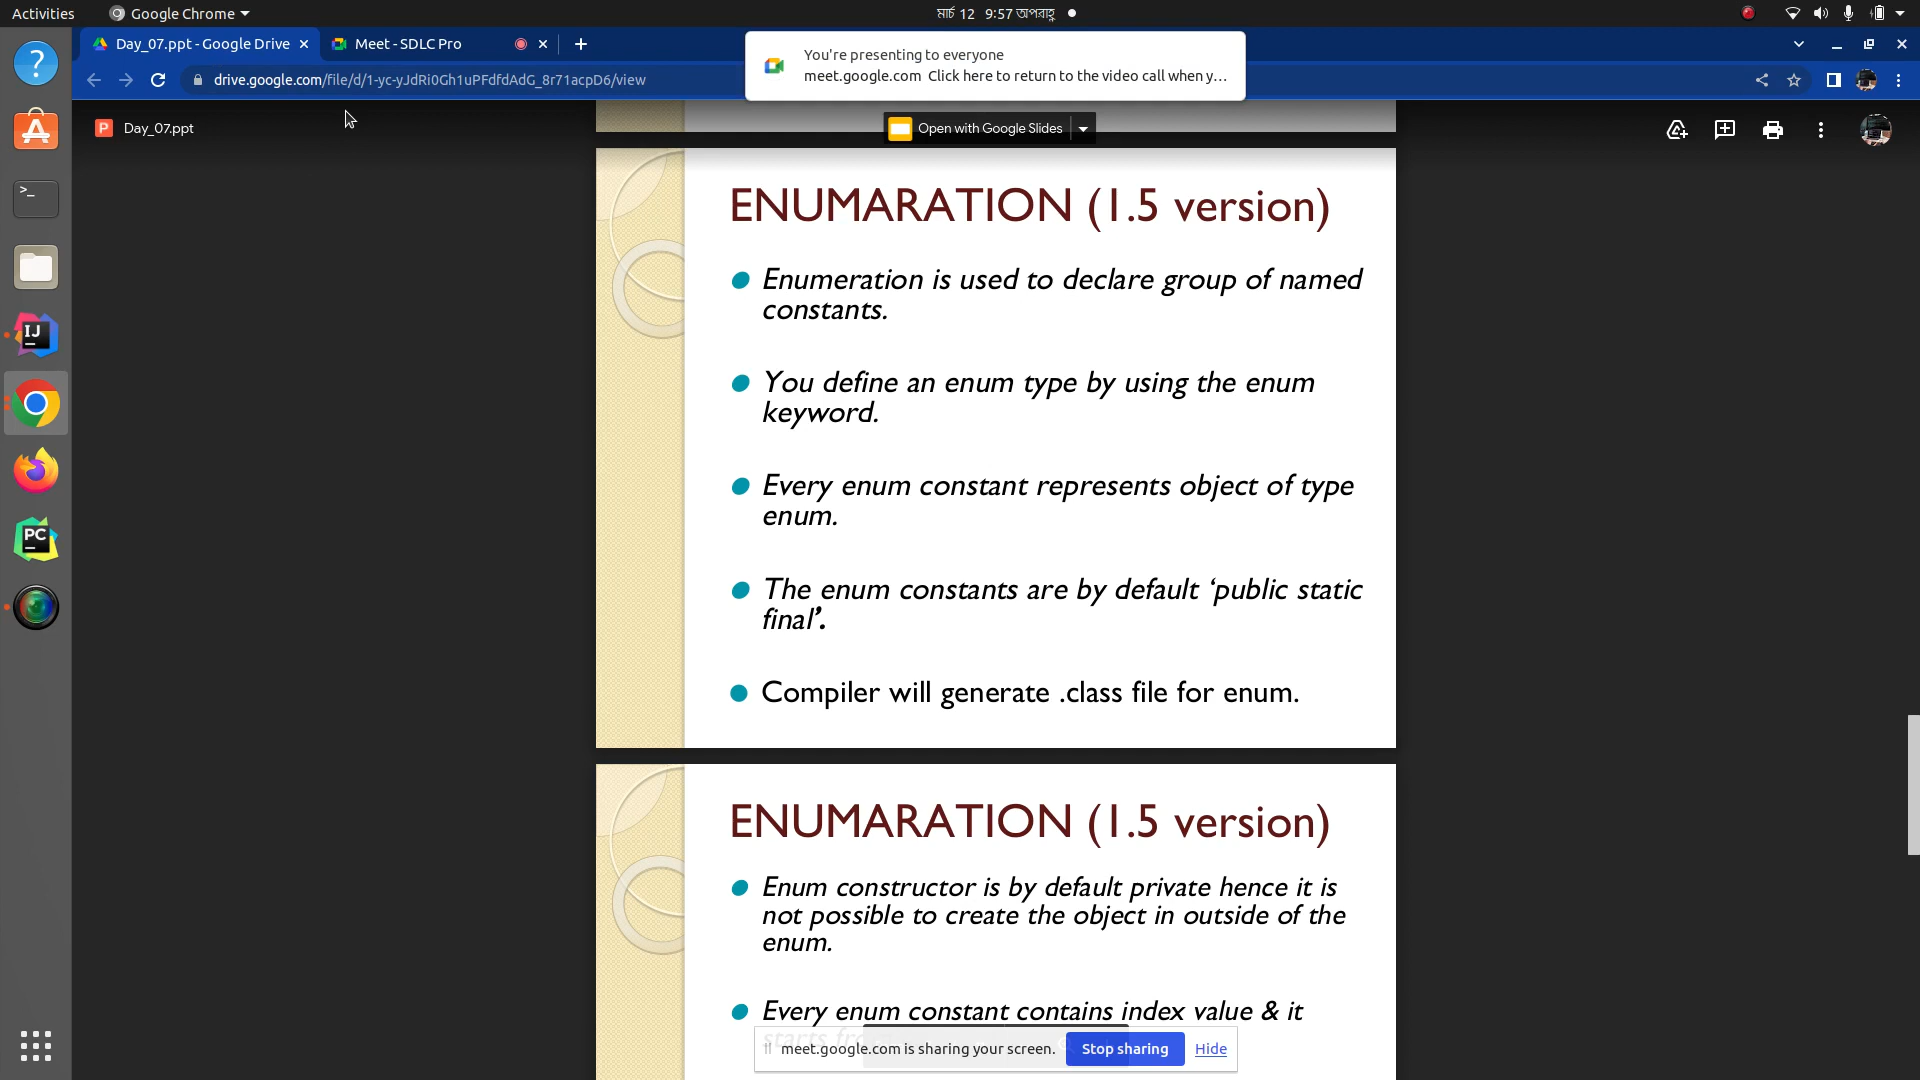 Activities
Google Chrome
মার্চ 12 9:57 অপরাহ্ণ
Day_07.ppt - Google Drive
Meet - SDLC Pro
You're presenting to everyone
meet.google.com Click here to return to the video call when y...
drive.google.com/file/d/1-yc-yJdRi0Gh1uPFdfdAdG_8r71acpD6/view
P
Day_07.ppt
Open with Google Slides
ENUMARATION (1.5 version)
Enumeration is used to declare group of named
constants.
You define an enum type by using the enum
keyword.
Every enum constant represents object of type
enum.
The enum constants are by default ‘public static
final’.
Compiler will generate .class file for enum.
ENUMARATION (1.5 version)
Enum constructor is by default private hence it is
not possible to create the object in outside of the
enum.
Every enum constant contains index value & it
starts
meet.google.com is sharing your screen.
Stop sharing
Hide
IJ
PC